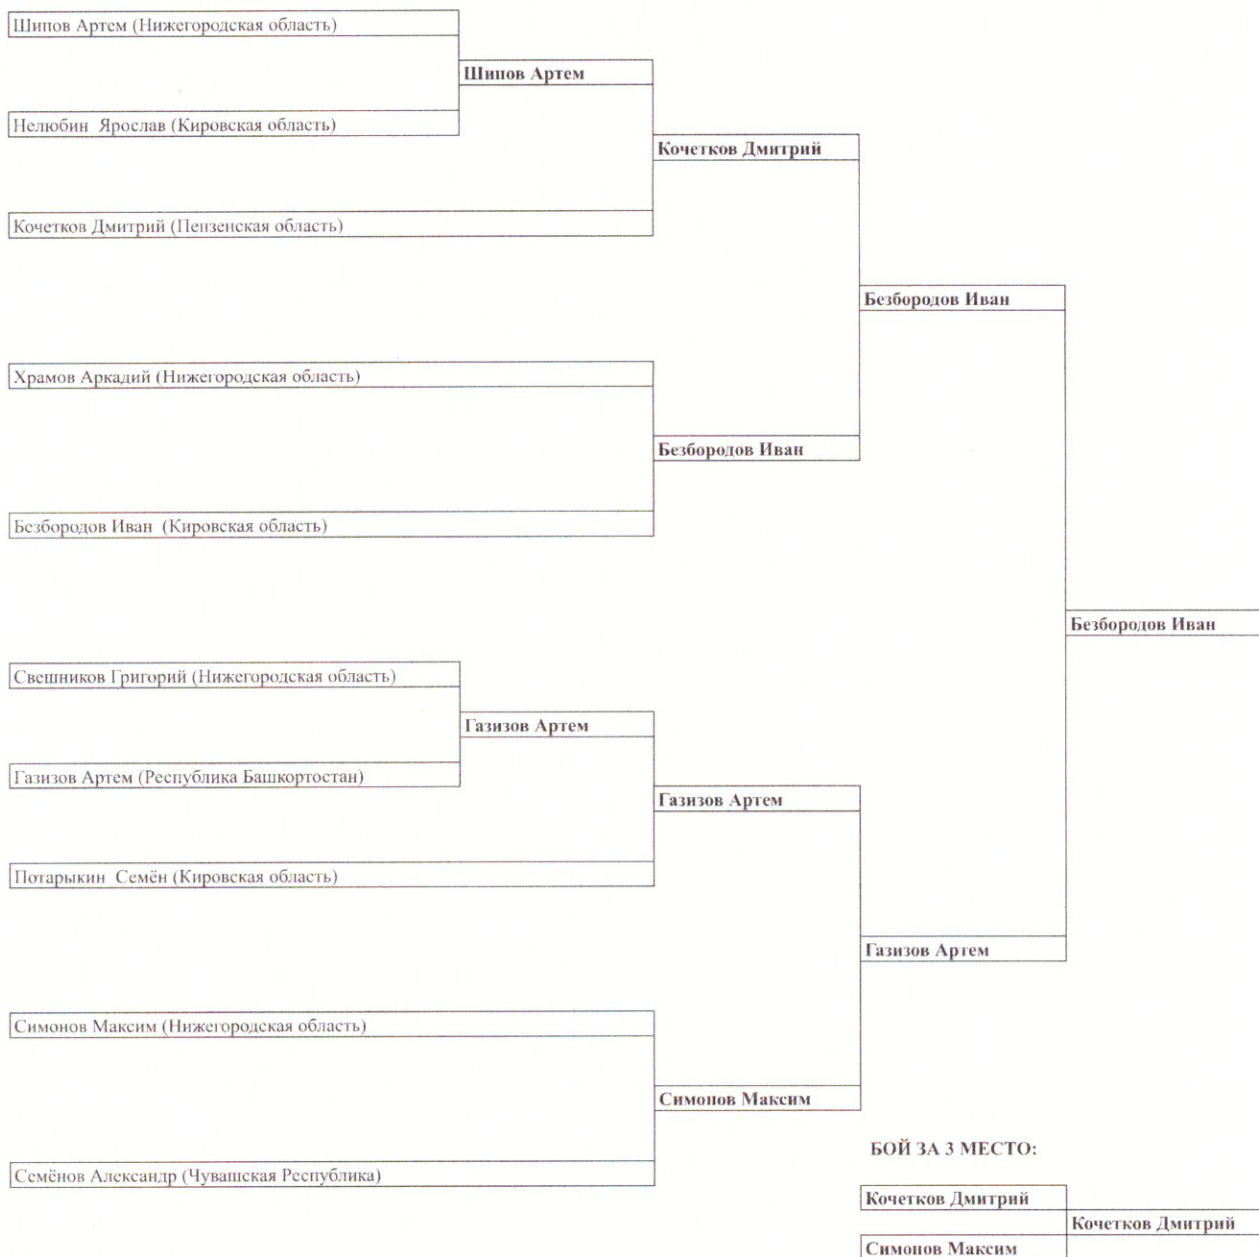 Шипов Артем (Нижегородская область)
Шипов Артем
Нелюбин Ярослав (Кировская область)
Кочетков Дмитрий
Кочетков Дмитрий (Пензенская область)
Безбородов Иван
Храмов Аркадий (Нижегородская область)
Безбородов Иван
Безбородов Иван (Кировская область)
Безбородов Иван
Свешников Григорий (Нижегородская область)
Газизов Артем
Газизов Артем (Республика Башкортостан)
Газизов Артем
Потарыкин Семён (Кировская область)
Газизов Артем
Симонов Максим (Нижегородская область)
Симонов Максим
БОЙ ЗА 3 МЕСТО:
Семёнов Александр (Чувашская Республика)
Кочетков Дмитрий
Кочетков Дмитрий
Симонов Максим